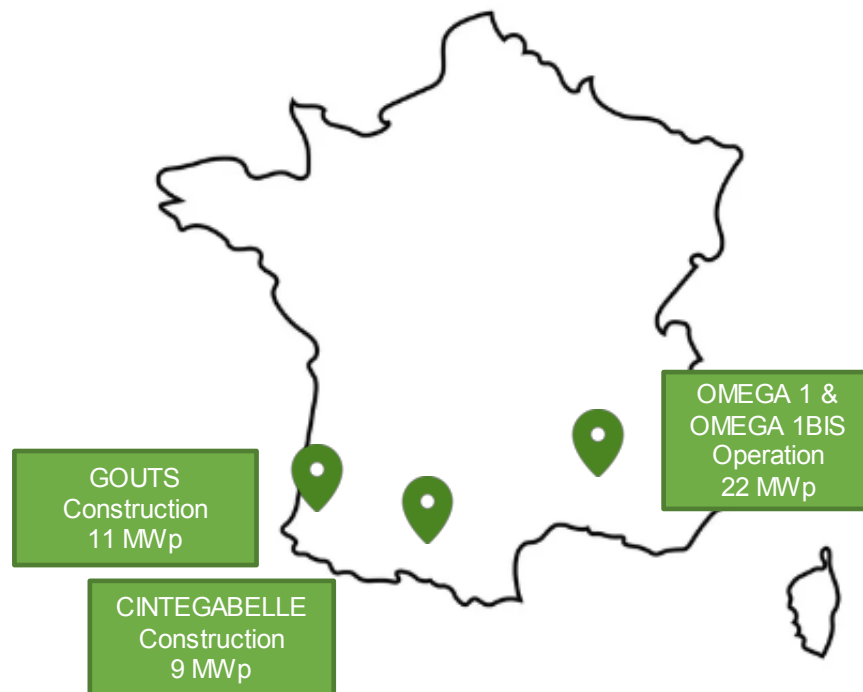 OMEGA 1 &
OMEGA 1BIS
Operation
22 MWp
GOUTS
Construction
11 MWp
CINTEGABELLE
Construction
9 MWp